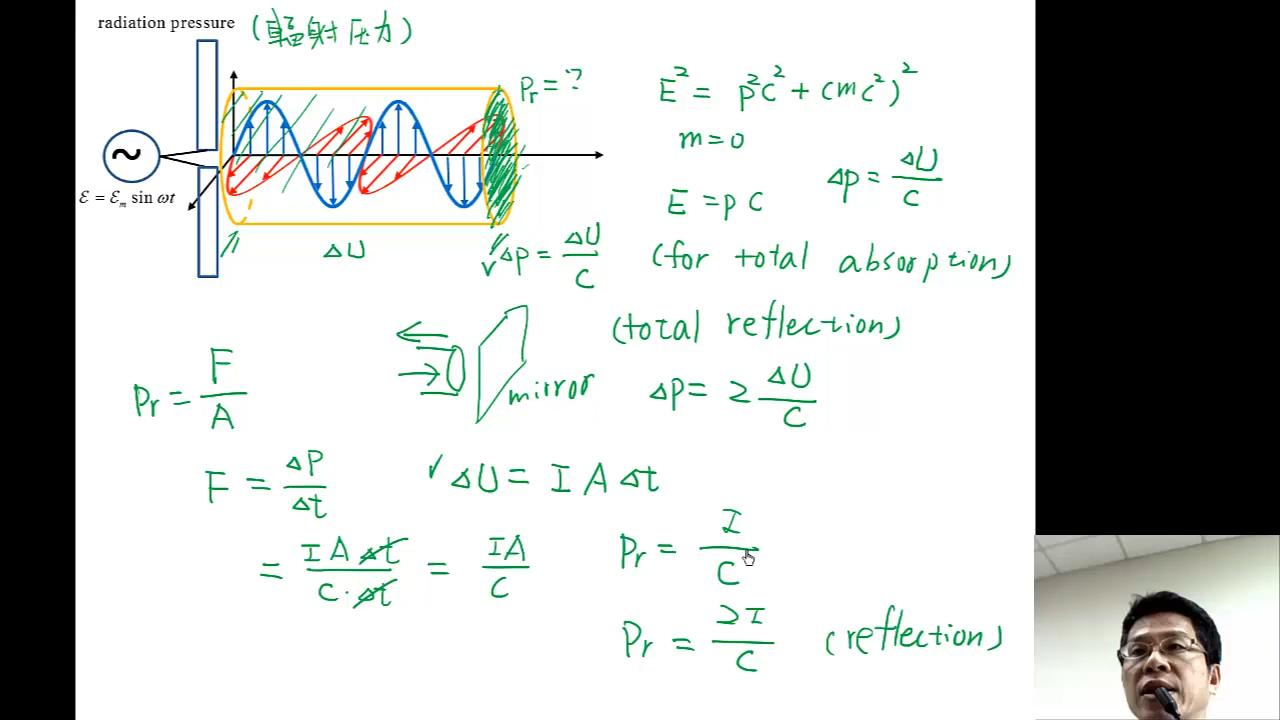 radiation pressure (輻射压力)
Pr = ?
E² = p²c² + (mc²)²
m = 0
Δp = ΔU/C
E = pc
~
ℰ = ℰm sin ωt
ΔU
✓ Δp = ΔU/C (for total absorption)
(total reflection)
mirror
Δp = 2 ΔU/C
Pr = F/A
F = ΔP/Δt
✓ ΔU = I A Δt
= I A Δt / C·Δt = IA/C
Pr = I/C
Pr = 2I/C (reflection)